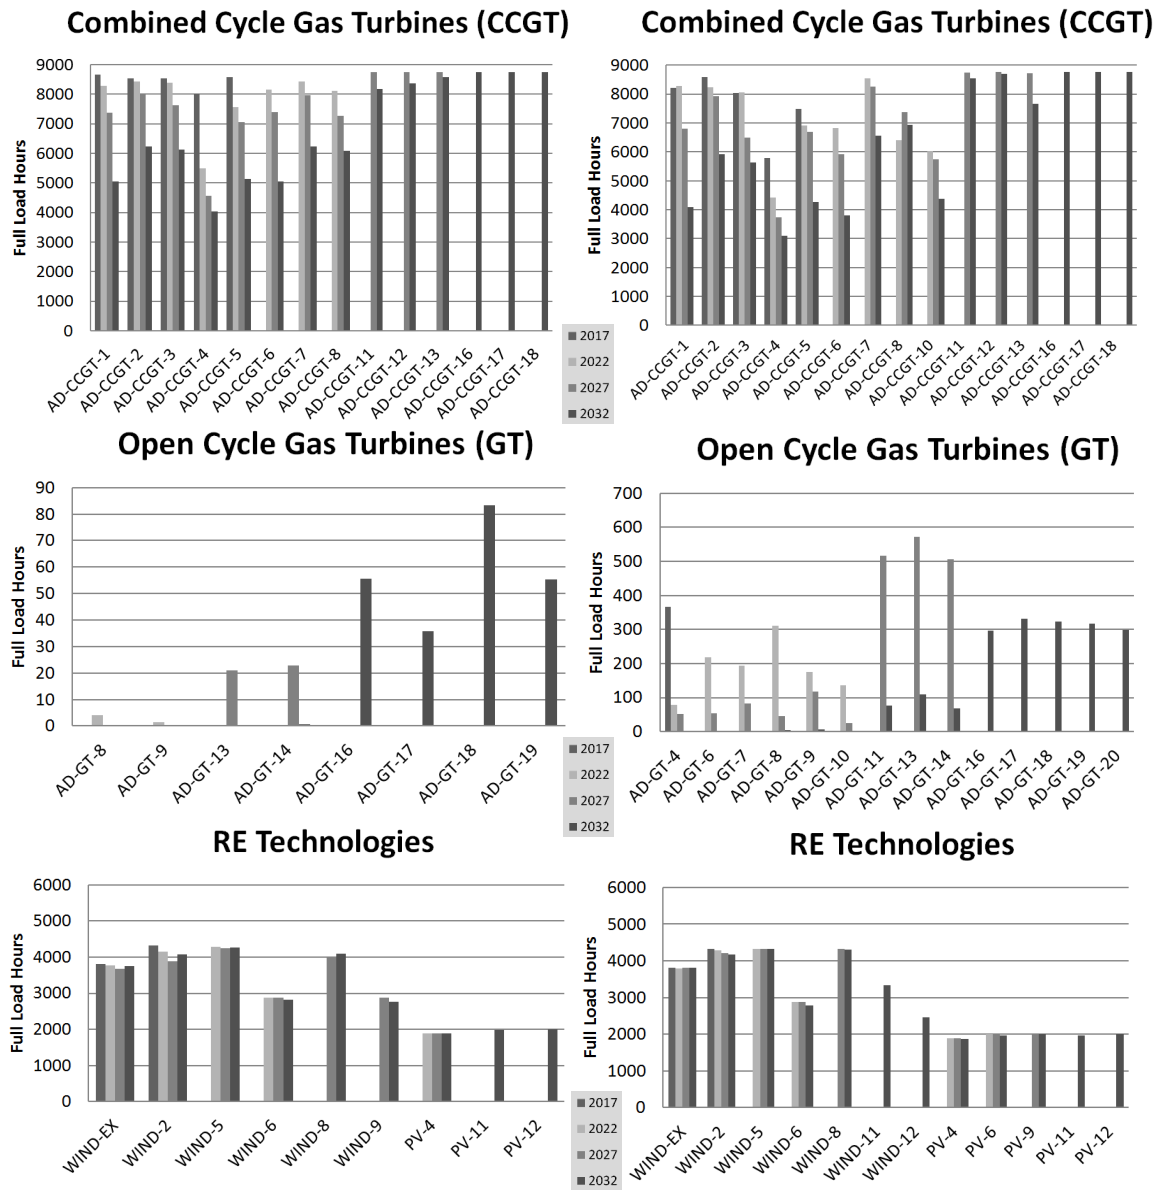 Combined Cycle Gas Turbines (CCGT)
Full Load Hours
9000
8000
7000
6000
5000
4000
3000
2000
1000
0
AD-CCGT-1
AD-CCGT-2
AD-CCGT-3
AD-CCGT-4
AD-CCGT-5
AD-CCGT-6
AD-CCGT-7
AD-CCGT-8
AD-CCGT-11
AD-CCGT-12
AD-CCGT-13
AD-CCGT-16
AD-CCGT-17
AD-CCGT-18
2017
2022
2027
2032
Combined Cycle Gas Turbines (CCGT)
Full Load Hours
9000
8000
7000
6000
5000
4000
3000
2000
1000
0
AD-CCGT-1
AD-CCGT-2
AD-CCGT-3
AD-CCGT-4
AD-CCGT-5
AD-CCGT-6
AD-CCGT-7
AD-CCGT-8
AD-CCGT-10
AD-CCGT-11
AD-CCGT-12
AD-CCGT-13
AD-CCGT-16
AD-CCGT-17
AD-CCGT-18
Open Cycle Gas Turbines (GT)
Full Load Hours
90
80
70
60
50
40
30
20
10
0
AD-GT-8
AD-GT-9
AD-GT-13
AD-GT-14
AD-GT-16
AD-GT-17
AD-GT-18
AD-GT-19
2017
2022
2027
2032
Open Cycle Gas Turbines (GT)
Full Load Hours
700
600
500
400
300
200
100
0
AD-GT-4
AD-GT-6
AD-GT-7
AD-GT-8
AD-GT-9
AD-GT-10
AD-GT-11
AD-GT-13
AD-GT-14
AD-GT-16
AD-GT-17
AD-GT-18
AD-GT-19
AD-GT-20
RE Technologies
Full Load Hours
6000
5000
4000
3000
2000
1000
0
WIND-EX
WIND-2
WIND-5
WIND-6
WIND-8
WIND-9
PV-4
PV-11
PV-12
2017
2022
2027
2032
RE Technologies
Full Load Hours
6000
5000
4000
3000
2000
1000
0
WIND-EX
WIND-2
WIND-5
WIND-6
WIND-8
WIND-11
WIND-12
PV-4
PV-6
PV-9
PV-11
PV-12